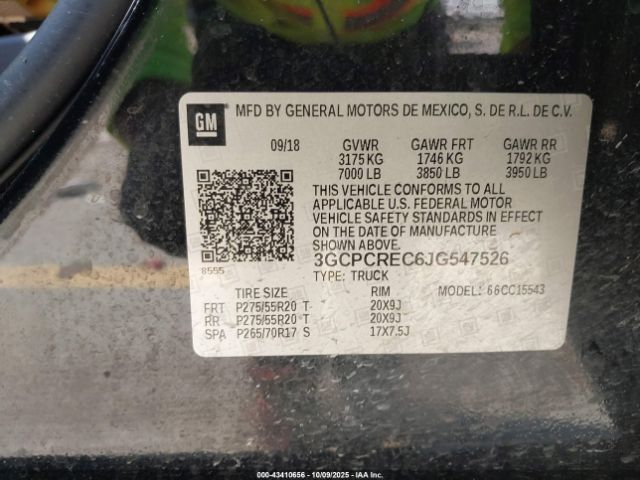 GM
MFD BY GENERAL MOTORS DE MEXICO, S. DE R.L. DE C.V.
09/18 GVWR GAWR FRT GAWR RR
3175 KG 1746 KG 1792 KG
7000 LB 3850 LB 3950 LB
THIS VEHICLE CONFORMS TO ALL
APPLICABLE U.S. FEDERAL MOTOR
VEHICLE SAFETY STANDARDS IN EFFECT
ON THE DATE OF MANUFACTURE
SHOWN ABOVE.
8555
3GCPCREC6JG547526
TYPE: TRUCK
TIRE SIZE RIM MODEL: 66CC15543
FRT P275/55R20 T 20X9J
RR P275/55R20 T 20X9J
SPA P265/70R17 S 17X7.5J
000-43410656 - 10/09/2025 - IAAI, Inc.